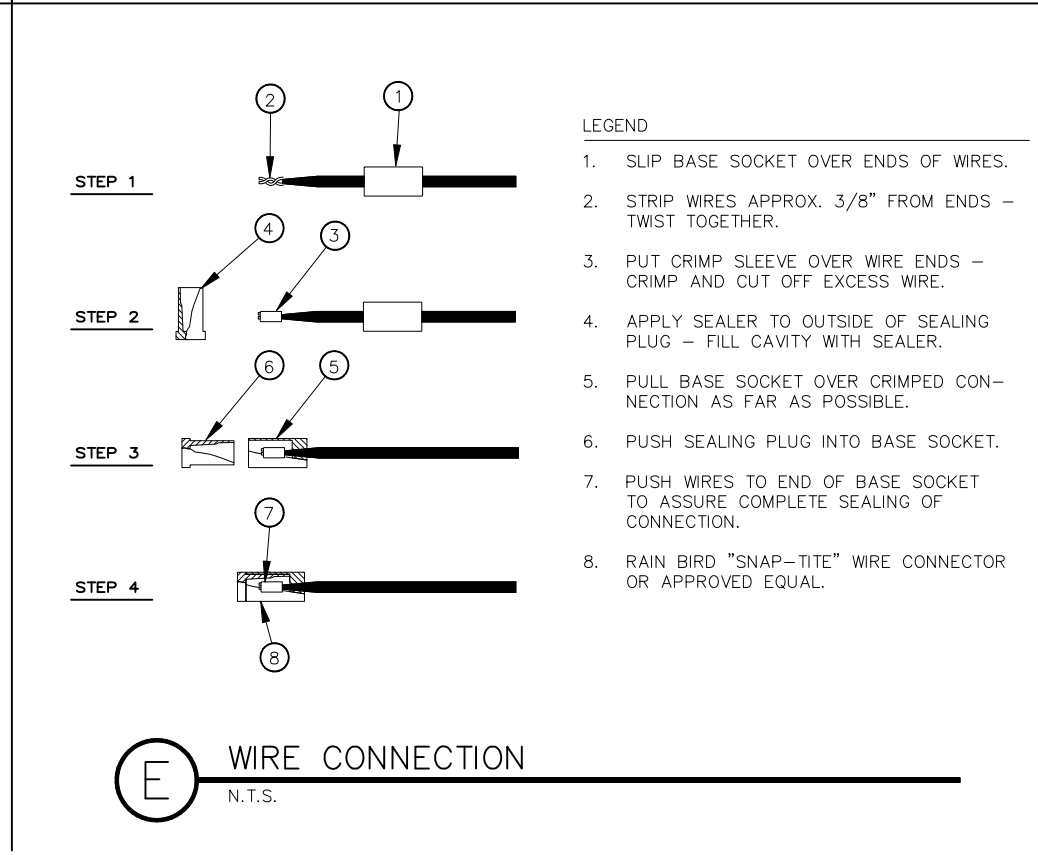 2
1
STEP 1
4
3
STEP 2
6
5
STEP 3
7
STEP 4
8
LEGEND
1. SLIP BASE SOCKET OVER ENDS OF WIRES.
2. STRIP WIRES APPROX. 3/8" FROM ENDS –
TWIST TOGETHER.
3. PUT CRIMP SLEEVE OVER WIRE ENDS –
CRIMP AND CUT OFF EXCESS WIRE.
4. APPLY SEALER TO OUTSIDE OF SEALING
PLUG – FILL CAVITY WITH SEALER.
5. PULL BASE SOCKET OVER CRIMPED CON–
NECTION AS FAR AS POSSIBLE.
6. PUSH SEALING PLUG INTO BASE SOCKET.
7. PUSH WIRES TO END OF BASE SOCKET
TO ASSURE COMPLETE SEALING OF
CONNECTION.
8. RAIN BIRD "SNAP–TITE" WIRE CONNECTOR
OR APPROVED EQUAL.
E
WIRE CONNECTION
N.T.S.